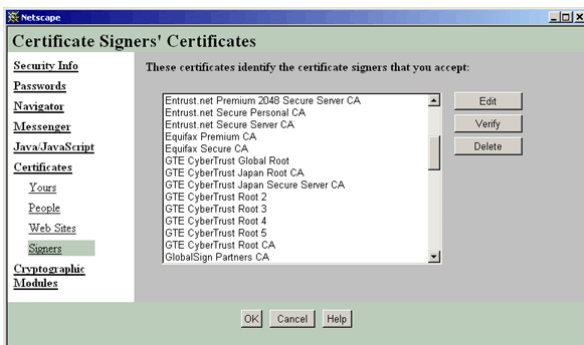 Netscape
Certificate Signers' Certificates
Security Info
Passwords
Navigator
Messenger
Java/JavaScript
Certificates
Yours
People
Web Sites
Signers
Cryptographic
Modules
These certificates identify the certificate signers that you accept:
Entrust.net Premium 2048 Secure Server CA
Entrust.net Secure Personal CA
Entrust.net Secure Server CA
Equifax Premium CA
Equifax Secure CA
GTE CyberTrust Global Root
GTE CyberTrust Japan Root CA
GTE CyberTrust Japan Secure Server CA
GTE CyberTrust Root 2
GTE CyberTrust Root 3
GTE CyberTrust Root 4
GTE CyberTrust Root 5
GTE CyberTrust Root CA
GlobalSign Partners CA
Edit
Verify
Delete
OK Cancel Help